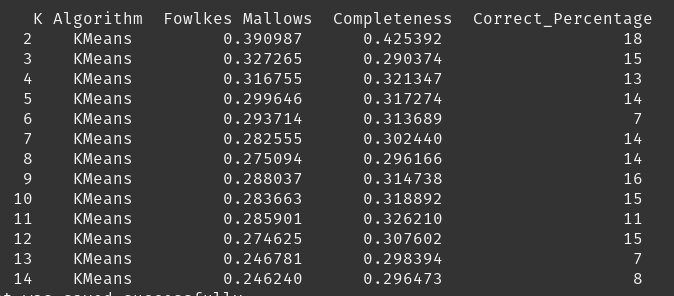 K Algorithm Fowlkes Mallows Completeness Correct_Percentage
2 KMeans 0.390987 0.425392 18
3 KMeans 0.327265 0.290374 15
4 KMeans 0.316755 0.321347 13
5 KMeans 0.299646 0.317274 14
6 KMeans 0.293714 0.313689 7
7 KMeans 0.282555 0.302440 14
8 KMeans 0.275094 0.296166 14
9 KMeans 0.288037 0.314738 16
10 KMeans 0.283663 0.318892 15
11 KMeans 0.285901 0.326210 11
12 KMeans 0.274625 0.307602 15
13 KMeans 0.246781 0.298394 7
14 KMeans 0.246240 0.296473 8
was saved successfully